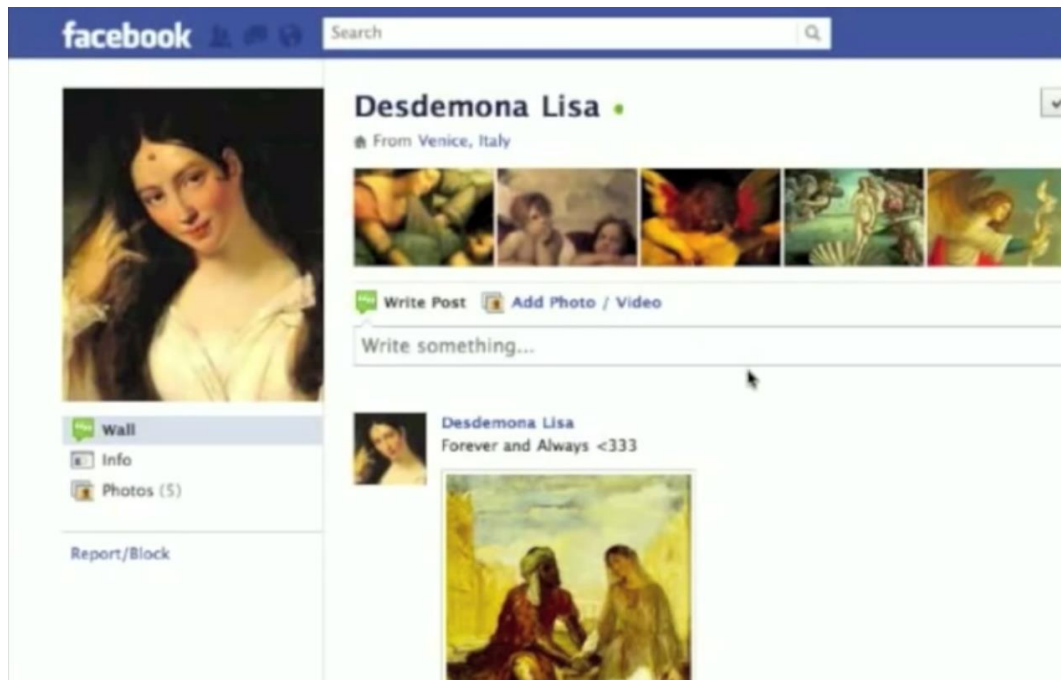 facebook
Search
Desdemona Lisa
From Venice, Italy
Write Post Add Photo / Video
Write something...
Wall
Info
Photos (5)
Report/Block
Desdemona Lisa
Forever and Always <333